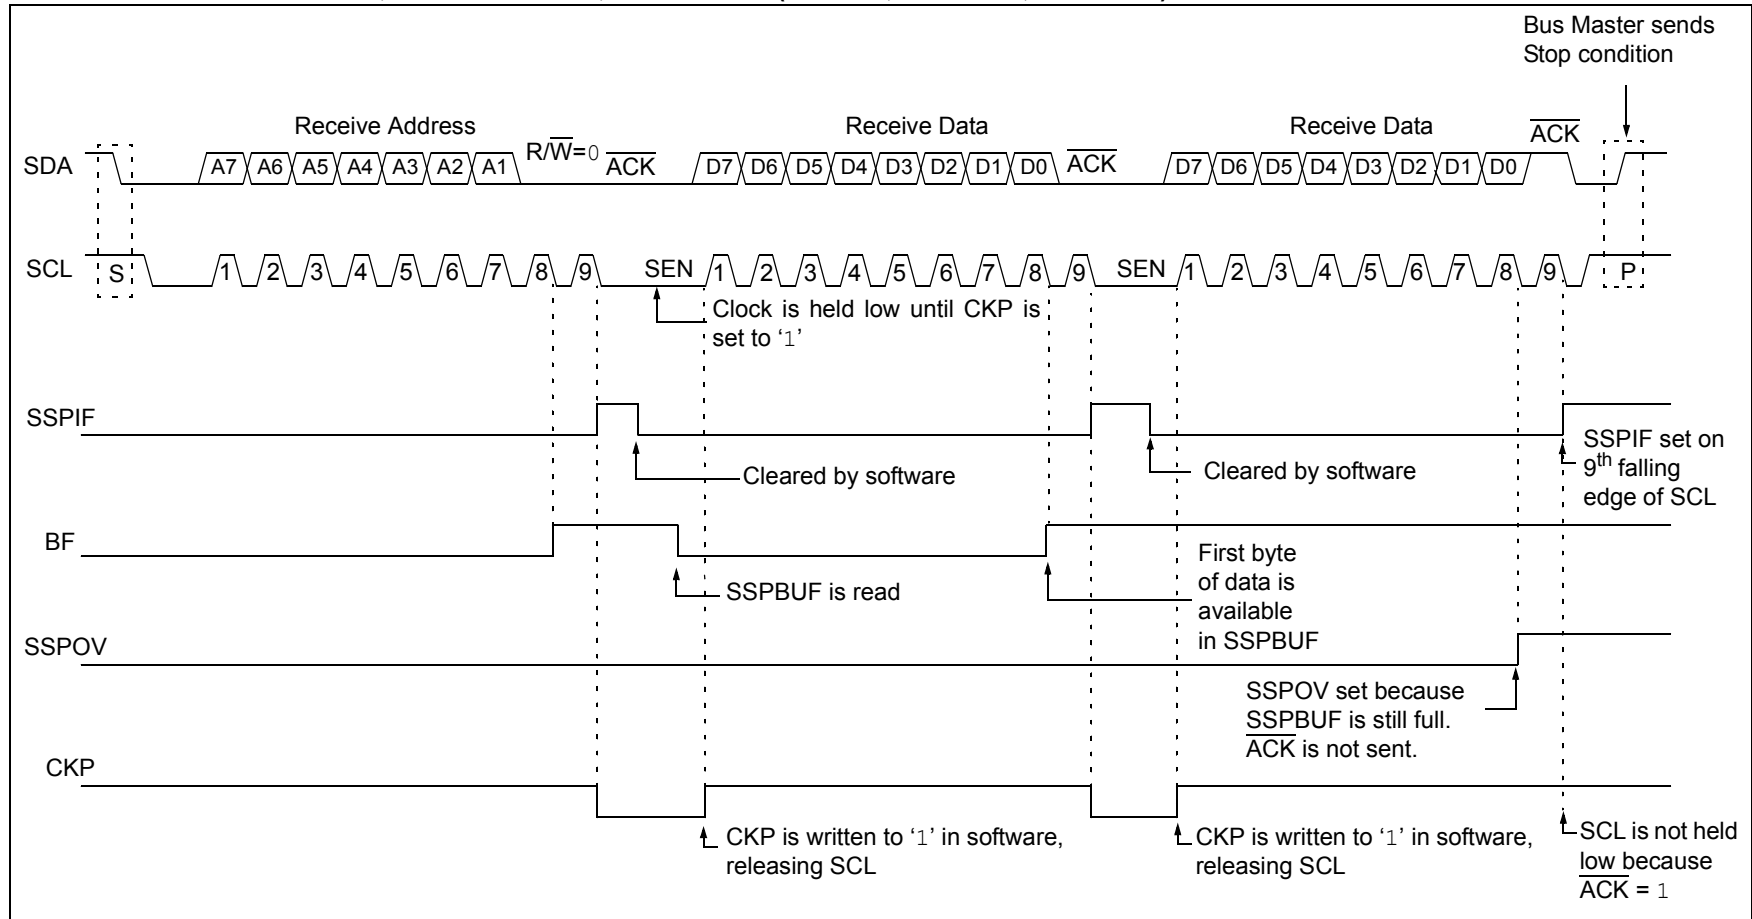 Bus Master sends
Stop condition
Receive Address
Receive Data
Receive Data
SDA
A7 A6 A5 A4 A3 A2 A1 R/W̅=0 A̅C̅K̅ D7 D6 D5 D4 D3 D2 D1 D0 A̅C̅K̅ D7 D6 D5 D4 D3 D2 D1 D0 A̅C̅K̅
SCL
S 1 2 3 4 5 6 7 8 9 SEN 1 2 3 4 5 6 7 8 9 SEN 1 2 3 4 5 6 7 8 9 P
Clock is held low until CKP is
set to ‘1’
SSPIF
Cleared by software
Cleared by software
SSPIF set on
9th falling
edge of SCL
BF
SSPBUF is read
First byte
of data is
available
in SSPBUF
SSPOV
SSPOV set because
SSPBUF is still full.
A̅C̅K̅ is not sent.
CKP
CKP is written to ‘1’ in software,
releasing SCL
CKP is written to ‘1’ in software,
releasing SCL
SCL is not held
low because
A̅C̅K̅ = 1